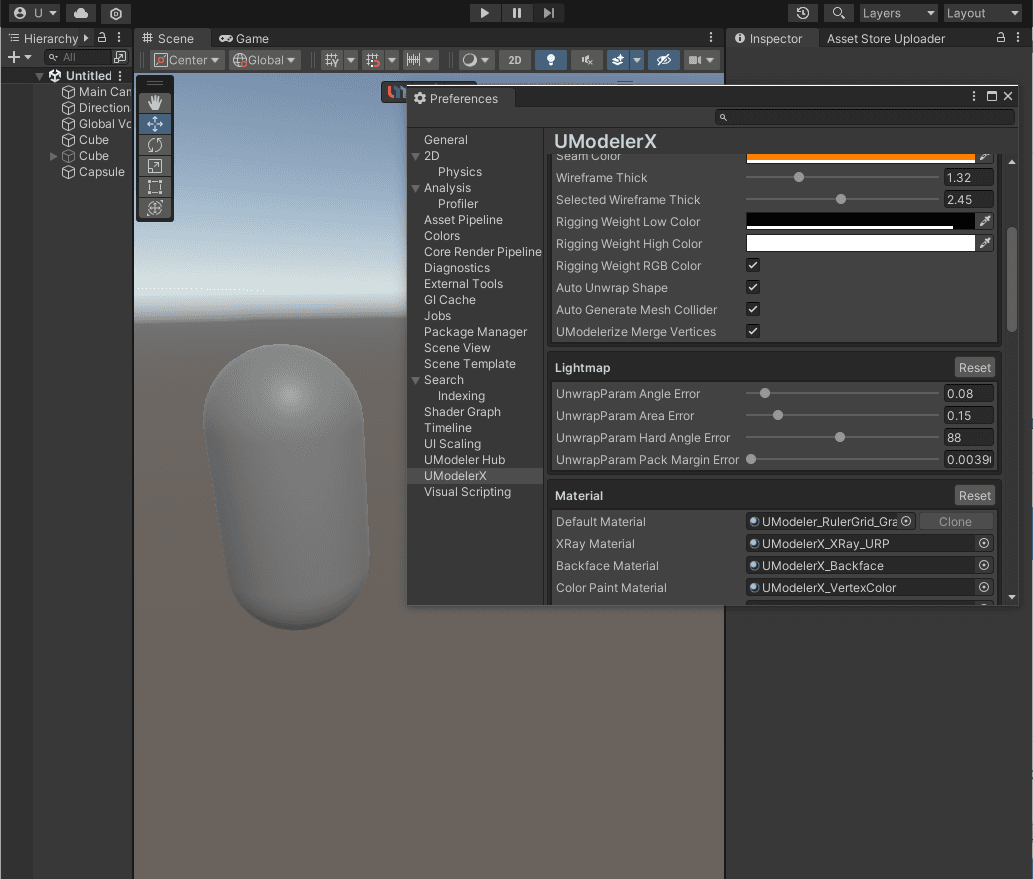 U
Layers
Layout
Hierarchy
Scene
Game
Inspector
Asset Store Uploader
All
Center
Global
2D
Untitled
Main Can
Direction
Global Vo
Cube
Cube
Capsule
Preferences
General
2D
Physics
Analysis
Profiler
Asset Pipeline
Colors
Core Render Pipeline
Diagnostics
External Tools
GI Cache
Jobs
Package Manager
Scene View
Scene Template
Search
Indexing
Shader Graph
Timeline
UI Scaling
UModeler Hub
UModelerX
Visual Scripting
UModelerX
Seam Color
Wireframe Thick 1.32
Selected Wireframe Thick 2.45
Rigging Weight Low Color
Rigging Weight High Color
Rigging Weight RGB Color
Auto Unwrap Shape
Auto Generate Mesh Collider
UModelerize Merge Vertices
Lightmap Reset
UnwrapParam Angle Error 0.08
UnwrapParam Area Error 0.15
UnwrapParam Hard Angle Error 88
UnwrapParam Pack Margin Error 0.0039
Material Reset
Default Material UModeler_RulerGrid_Gra Clone
XRay Material UModelerX_XRay_URP
Backface Material UModelerX_Backface
Color Paint Material UModelerX_VertexColor